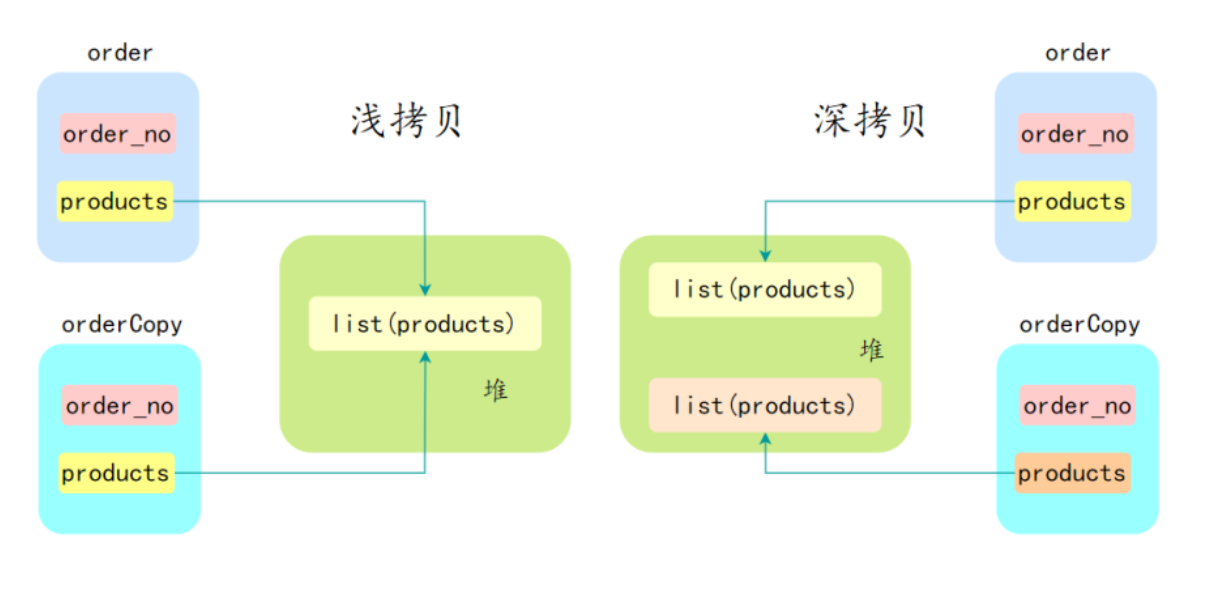 order
order_no
products
浅拷贝
list(products)
堆
orderCopy
order_no
products
深拷贝
order
order_no
products
list(products)
堆
list(products)
orderCopy
order_no
products